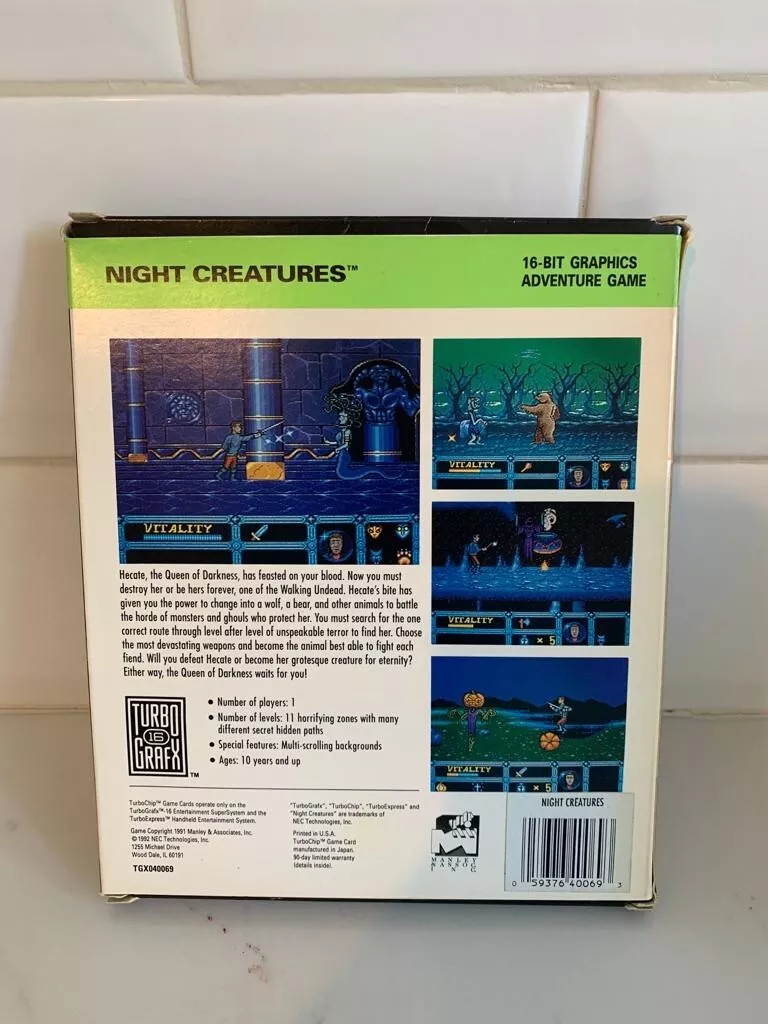 NIGHT CREATURES™
16-BIT GRAPHICS
ADVENTURE GAME
VITALITY
VITALITY
VITALITY
1
× 5
VITALITY
× 5
Hecate, the Queen of Darkness, has feasted on your blood. Now you must
destroy her or be hers forever, one of the Walking Undead. Hecate's bite has
given you the power to change into a wolf, a bear, and other animals to battle
the horde of monsters and ghouls who protect her. You must search for the one
correct route through level after level of unspeakable terror to find her. Choose
the most devastating weapons and become the animal best able to fight each
fiend. Will you defeat Hecate or become her grotesque creature for eternity?
Either way, the Queen of Darkness waits for you!
TURBO
16
GRAFX
™
• Number of players: 1
• Number of levels: 11 horrifying zones with many
different secret hidden paths
• Special features: Multi-scrolling backgrounds
• Ages: 10 years and up
TurboChip™ Game Cards operate only on the
TurboGrafx™-16 Entertainment SuperSystem and the
TurboExpress™ Handheld Entertainment System.
Game Copyright 1991 Manley & Associates, Inc.
© 1992 NEC Technologies, Inc.
1255 Michael Drive
Wood Dale, IL 60191
TGX040069
"TurboGrafx", "TurboChip", "TurboExpress" and
"Night Creatures" are trademarks of
NEC Technologies, Inc.
Printed in U.S.A.
TurboChip™ Game Card
manufactured in Japan.
90-day limited warranty
(details inside).
MANLEY
& ASSOC
INC
NIGHT CREATURES
0 59376 40069 3